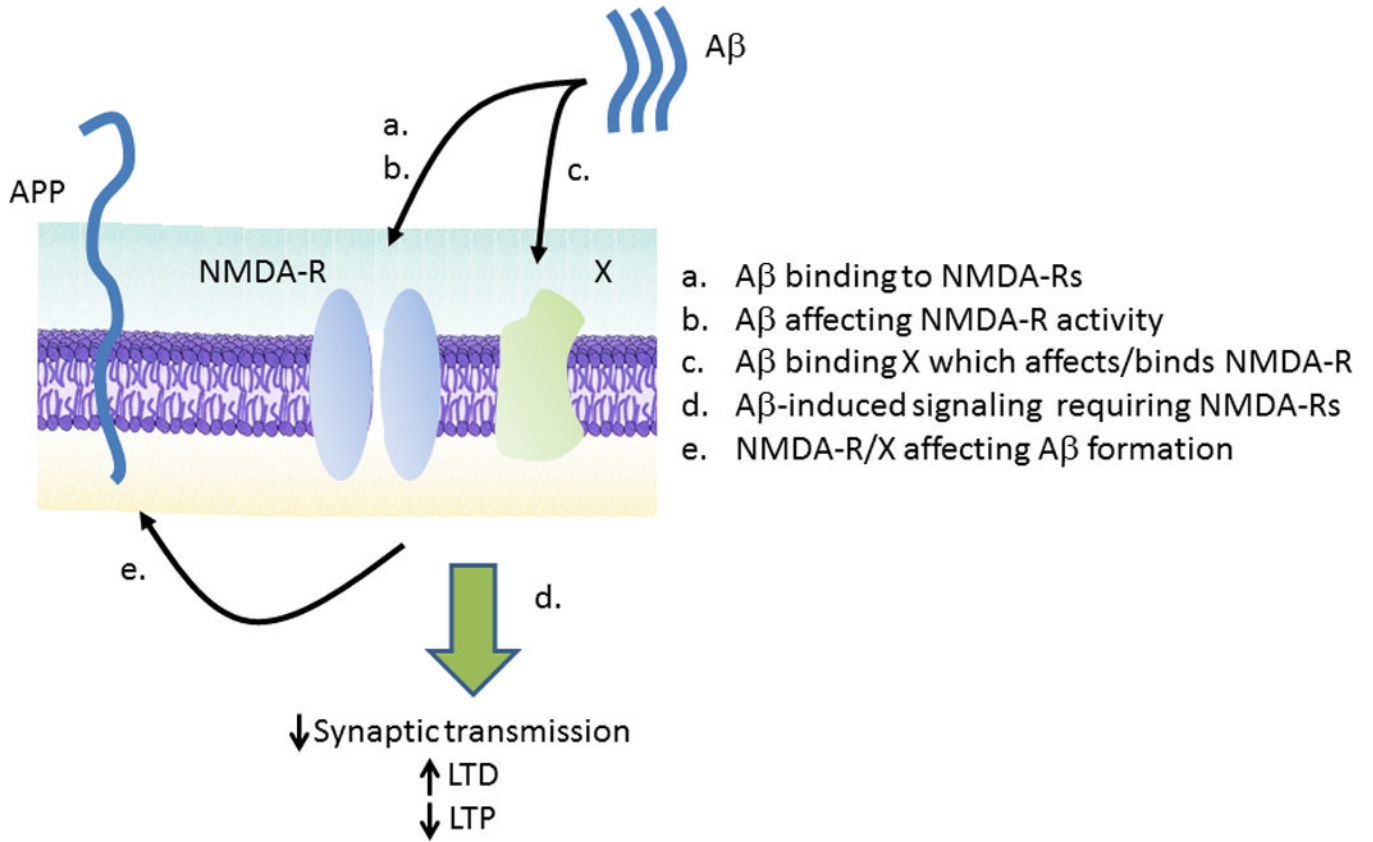 Aβ
a.
b.
c.
APP
NMDA-R
X
a. Aβ binding to NMDA-Rs
b. Aβ affecting NMDA-R activity
c. Aβ binding X which affects/binds NMDA-R
d. Aβ-induced signaling requiring NMDA-Rs
e. NMDA-R/X affecting Aβ formation
e.
d.
↓Synaptic transmission
↑LTD
↓LTP